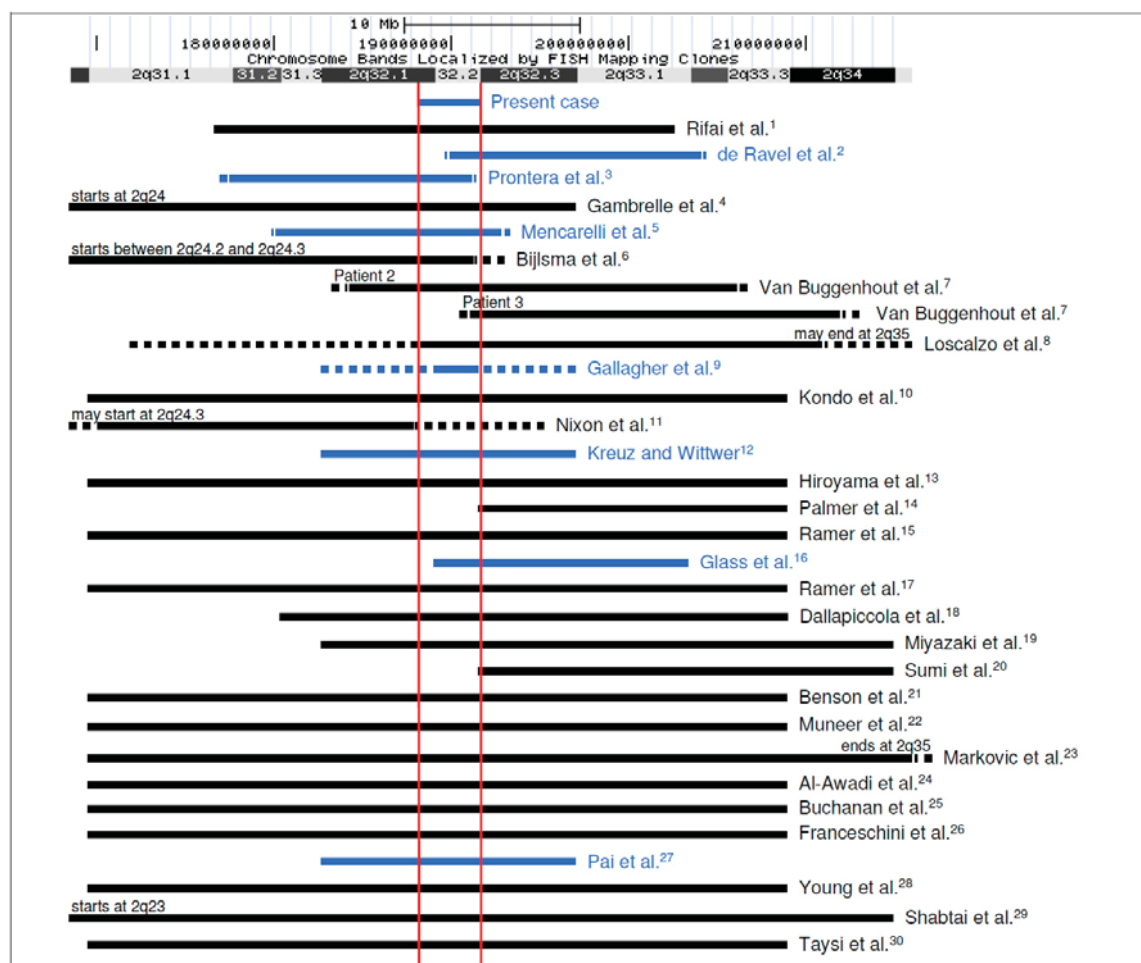 10 Mb
180000000 190000000 200000000 210000000
Chromosome Bands Localized by FISH Mapping Clones
2q31.1 31.2 31.3 2q32.1 32.2 2q32.3 2q33.1 2q33.3 2q34
Present case
Rifai et al.1
de Ravel et al.2
Prontera et al.3
starts at 2q24
Gambrelle et al.4
Mencarelli et al.5
starts between 2q24.2 and 2q24.3
Bijlsma et al.6
Patient 2
Van Buggenhout et al.7
Patient 3
Van Buggenhout et al.7
may end at 2q35
Loscalzo et al.8
Gallagher et al.9
Kondo et al.10
may start at 2q24.3
Nixon et al.11
Kreuz and Wittwer12
Hiroyama et al.13
Palmer et al.14
Ramer et al.15
Glass et al.16
Ramer et al.17
Dallapiccola et al.18
Miyazaki et al.19
Sumi et al.20
Benson et al.21
Muneer et al.22
ends at 2q35
Markovic et al.23
Al-Awadi et al.24
Buchanan et al.25
Franceschini et al.26
Pai et al.27
Young et al.28
starts at 2q23
Shabtai et al.29
Taysi et al.30